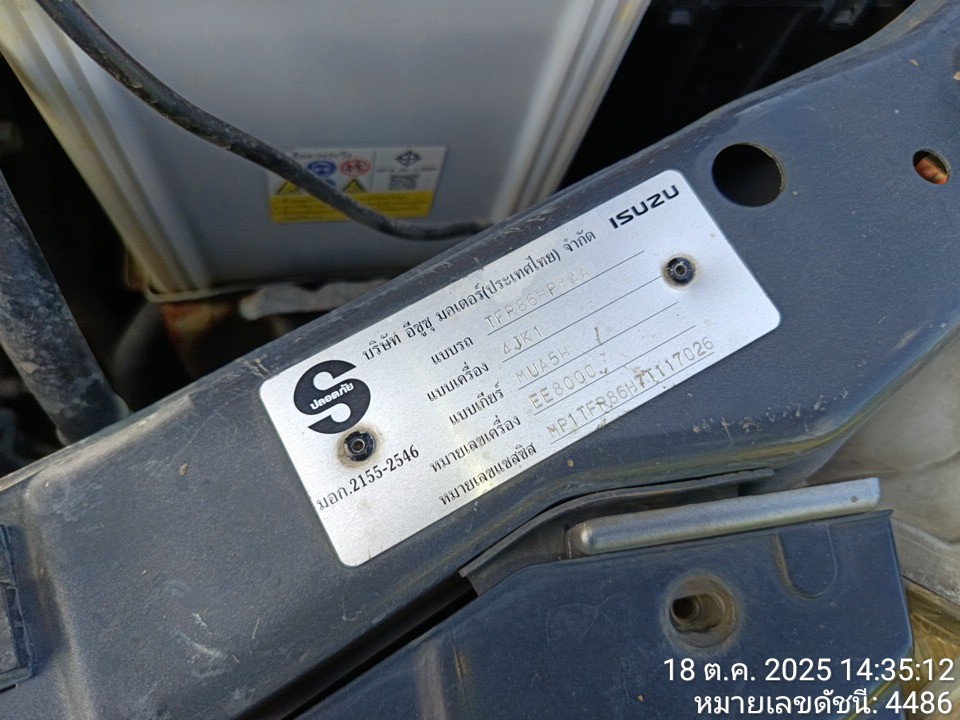 ISUZU
บริษัท อีซูซุ มอเตอร์(ประเทศไทย) จำกัด
แบบรถ TFR86HP-
แบบเครื่อง 4JK1
แบบเกียร์ MUA5H
หมายเลขเครื่อง
หมายเลขแชสซิส
ปลอดภัย
มอก.2155-2546
18 ต.ค. 2025 14:35:12
หมายเลขดัชนี: 4486